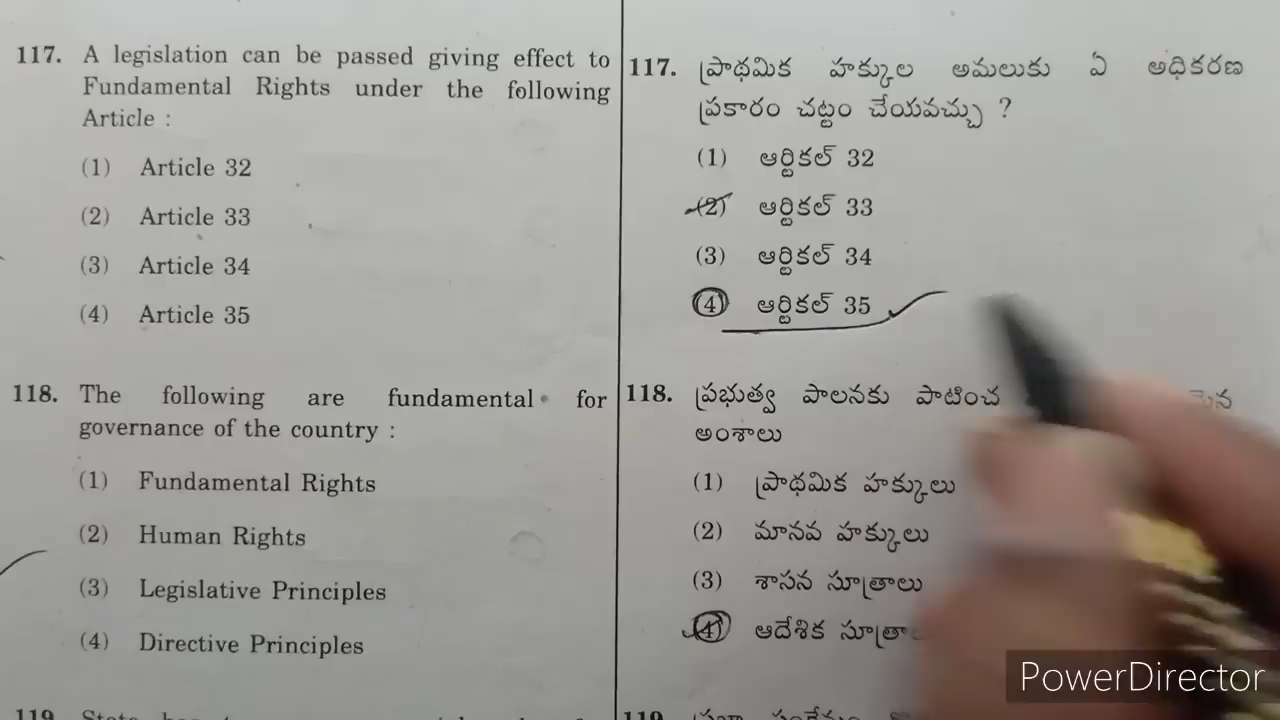 117. A legislation can be passed giving effect to
Fundamental Rights under the following
Article :
(1) Article 32
(2) Article 33
(3) Article 34
(4) Article 35
118. The following are fundamental for
governance of the country :
(1) Fundamental Rights
(2) Human Rights
(3) Legislative Principles
(4) Directive Principles
119.
117. ప్రాథమిక హక్కుల అమలుకు ఏ అధికరణ
ప్రకారం చట్టం చేయవచ్చు ?
(1) ఆర్టికల్ 32
(2) ఆర్టికల్ 33
(3) ఆర్టికల్ 34
(4) ఆర్టికల్ 35
118. ప్రభుత్వ పాలనకు పాటించ
అంశాలు
(1) ప్రాథమిక హక్కులు
(2) మానవ హక్కులు
(3) శాసన సూత్రాలు
(4) ఆదేశిక
119.
PowerDirector